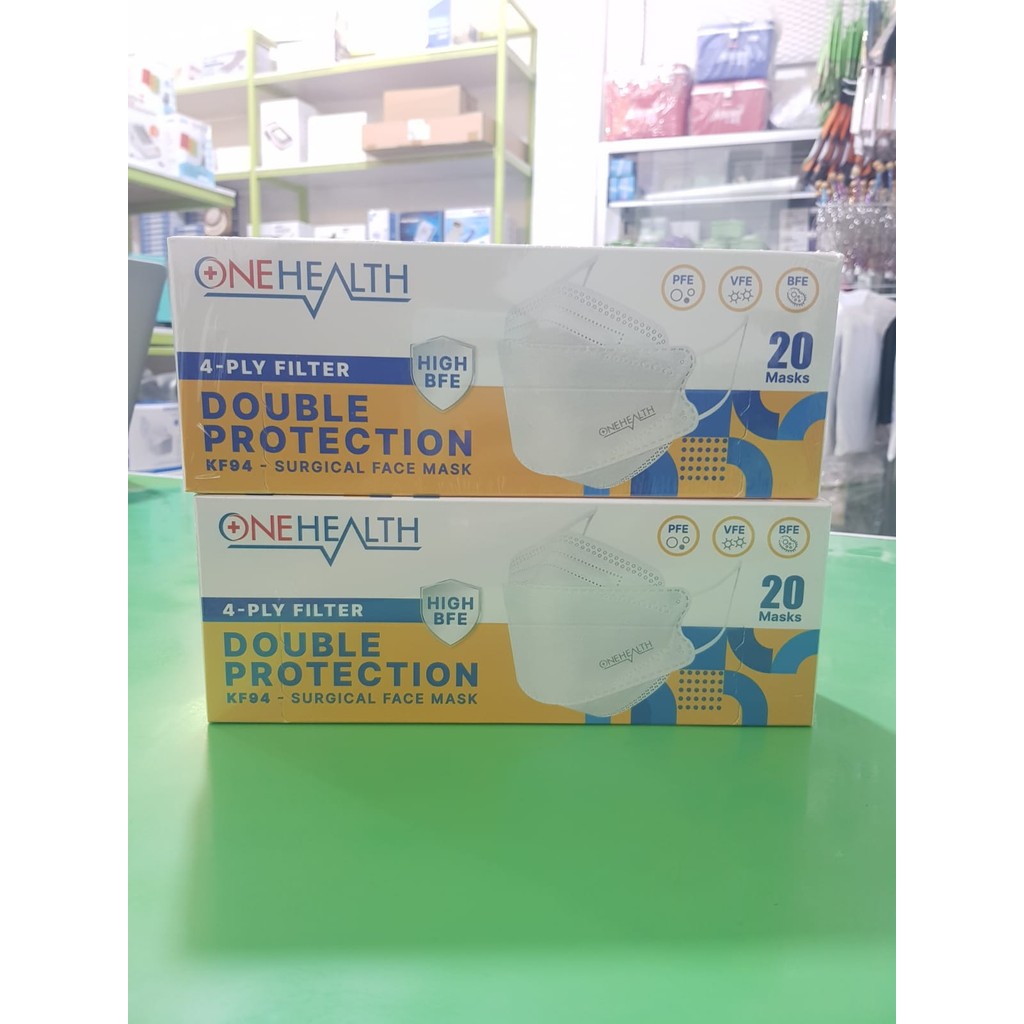 ONEHEALTH
PFE VFE BFE
20
Masks
4-PLY FILTER
HIGH
BFE
DOUBLE
PROTECTION
KF94 - SURGICAL FACE MASK
ONEHEALTH
ONEHEALTH
PFE VFE BFE
20
Masks
4-PLY FILTER
HIGH
BFE
DOUBLE
PROTECTION
KF94 - SURGICAL FACE MASK
ONEHEALTH